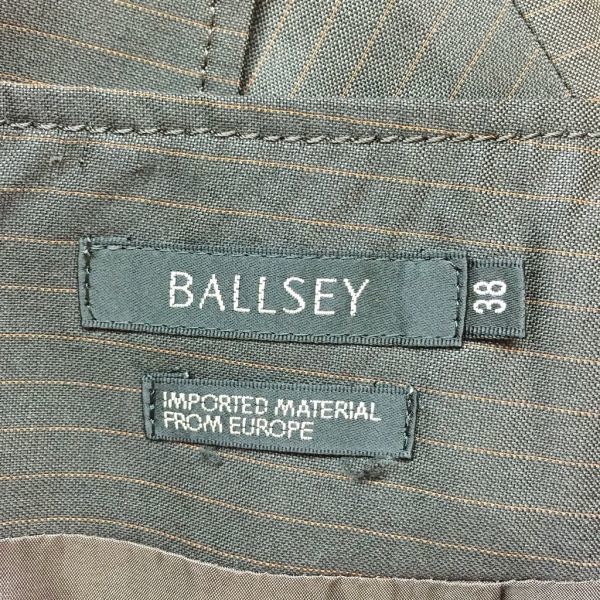 BALLSEY
38
IMPORTED MATERIAL
FROM EUROPE